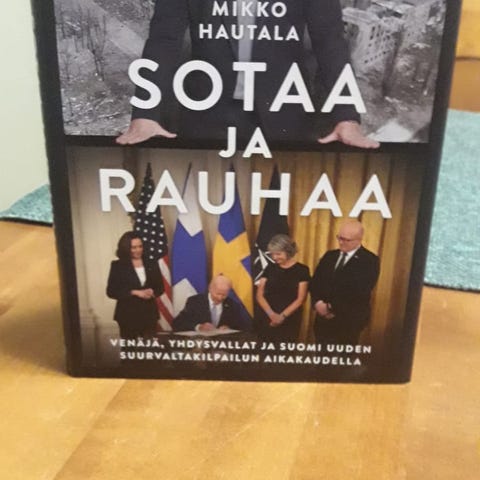 MIKKO
HAUTALA
SOTAA
JA
RAUHAA
VENÄJÄ, YHDYSVALLAT JA SUOMI UUDEN
SUURVALTAKILPAILUN AIKAKAUDELLA